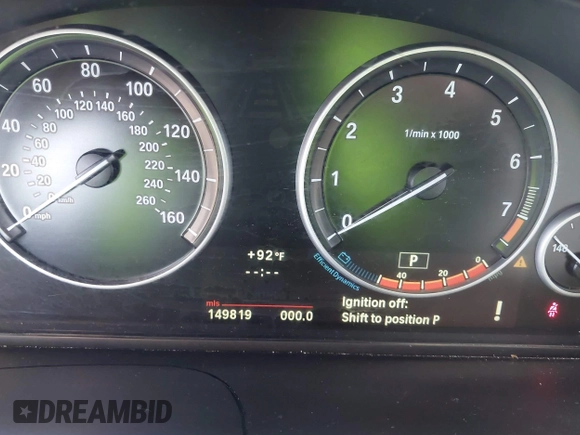 0 20 40 60 80 100 120 140 160
mph
0 20 40 60 80 100 120 140 160 180 200 220 240 260
km/h
0 1 2 3 4 5 6 7
1/min x 1000
P
EfficientDynamics
40 20 0
+92°F
--:--
mls
149819 000.0
Ignition off:
Shift to position P
!
DREAMBID